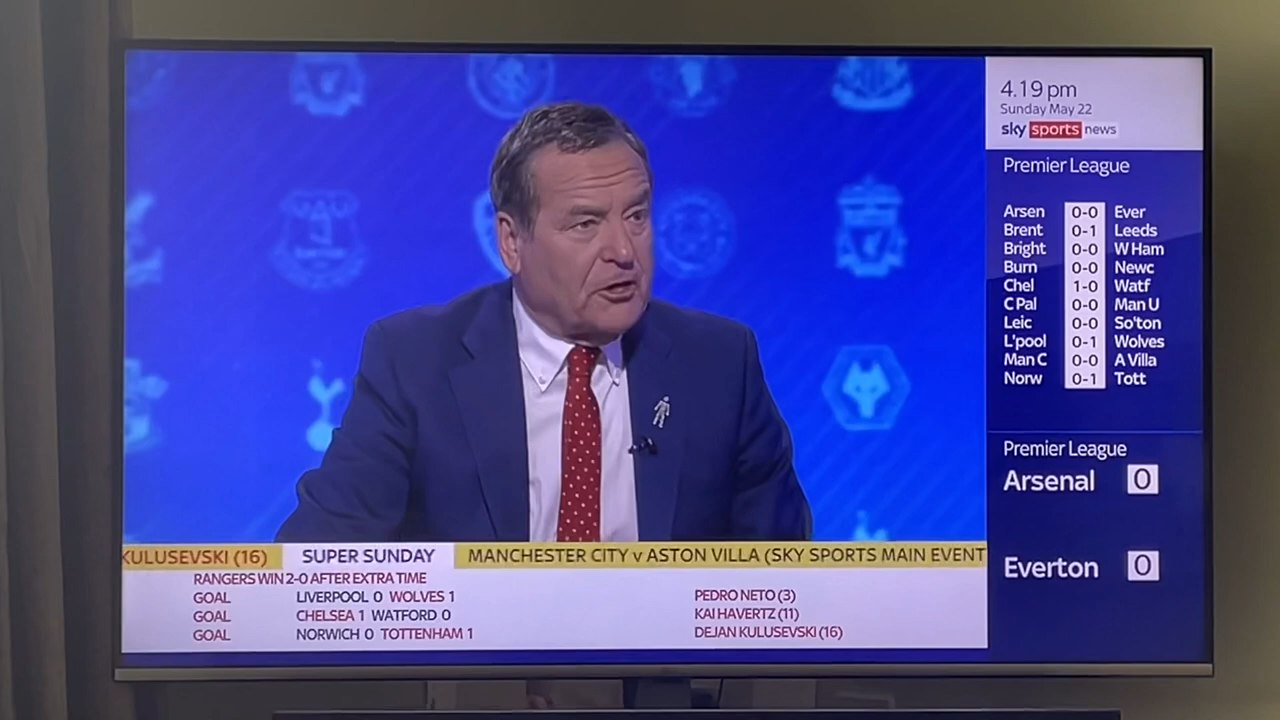 4.19 pm
Sunday May 22
sky sports news
Premier League
Arsen 0-0 Ever
Brent 0-1 Leeds
Bright 0-0 W Ham
Burn 0-0 Newc
Chel 1-0 Watf
C Pal 0-0 Man U
Leic 0-0 So'ton
L'pool 0-1 Wolves
Man C 0-0 A Villa
Norw 0-1 Tott
Premier League
Arsenal 0
Everton 0
KULUSEVSKI (16) SUPER SUNDAY MANCHESTER CITY v ASTON VILLA (SKY SPORTS MAIN EVENT
RANGERS WIN 2-0 AFTER EXTRA TIME
GOAL LIVERPOOL 0 WOLVES 1 PEDRO NETO (3)
GOAL CHELSEA 1 WATFORD 0 KAI HAVERTZ (11)
GOAL NORWICH 0 TOTTENHAM 1 DEJAN KULUSEVSKI (16)